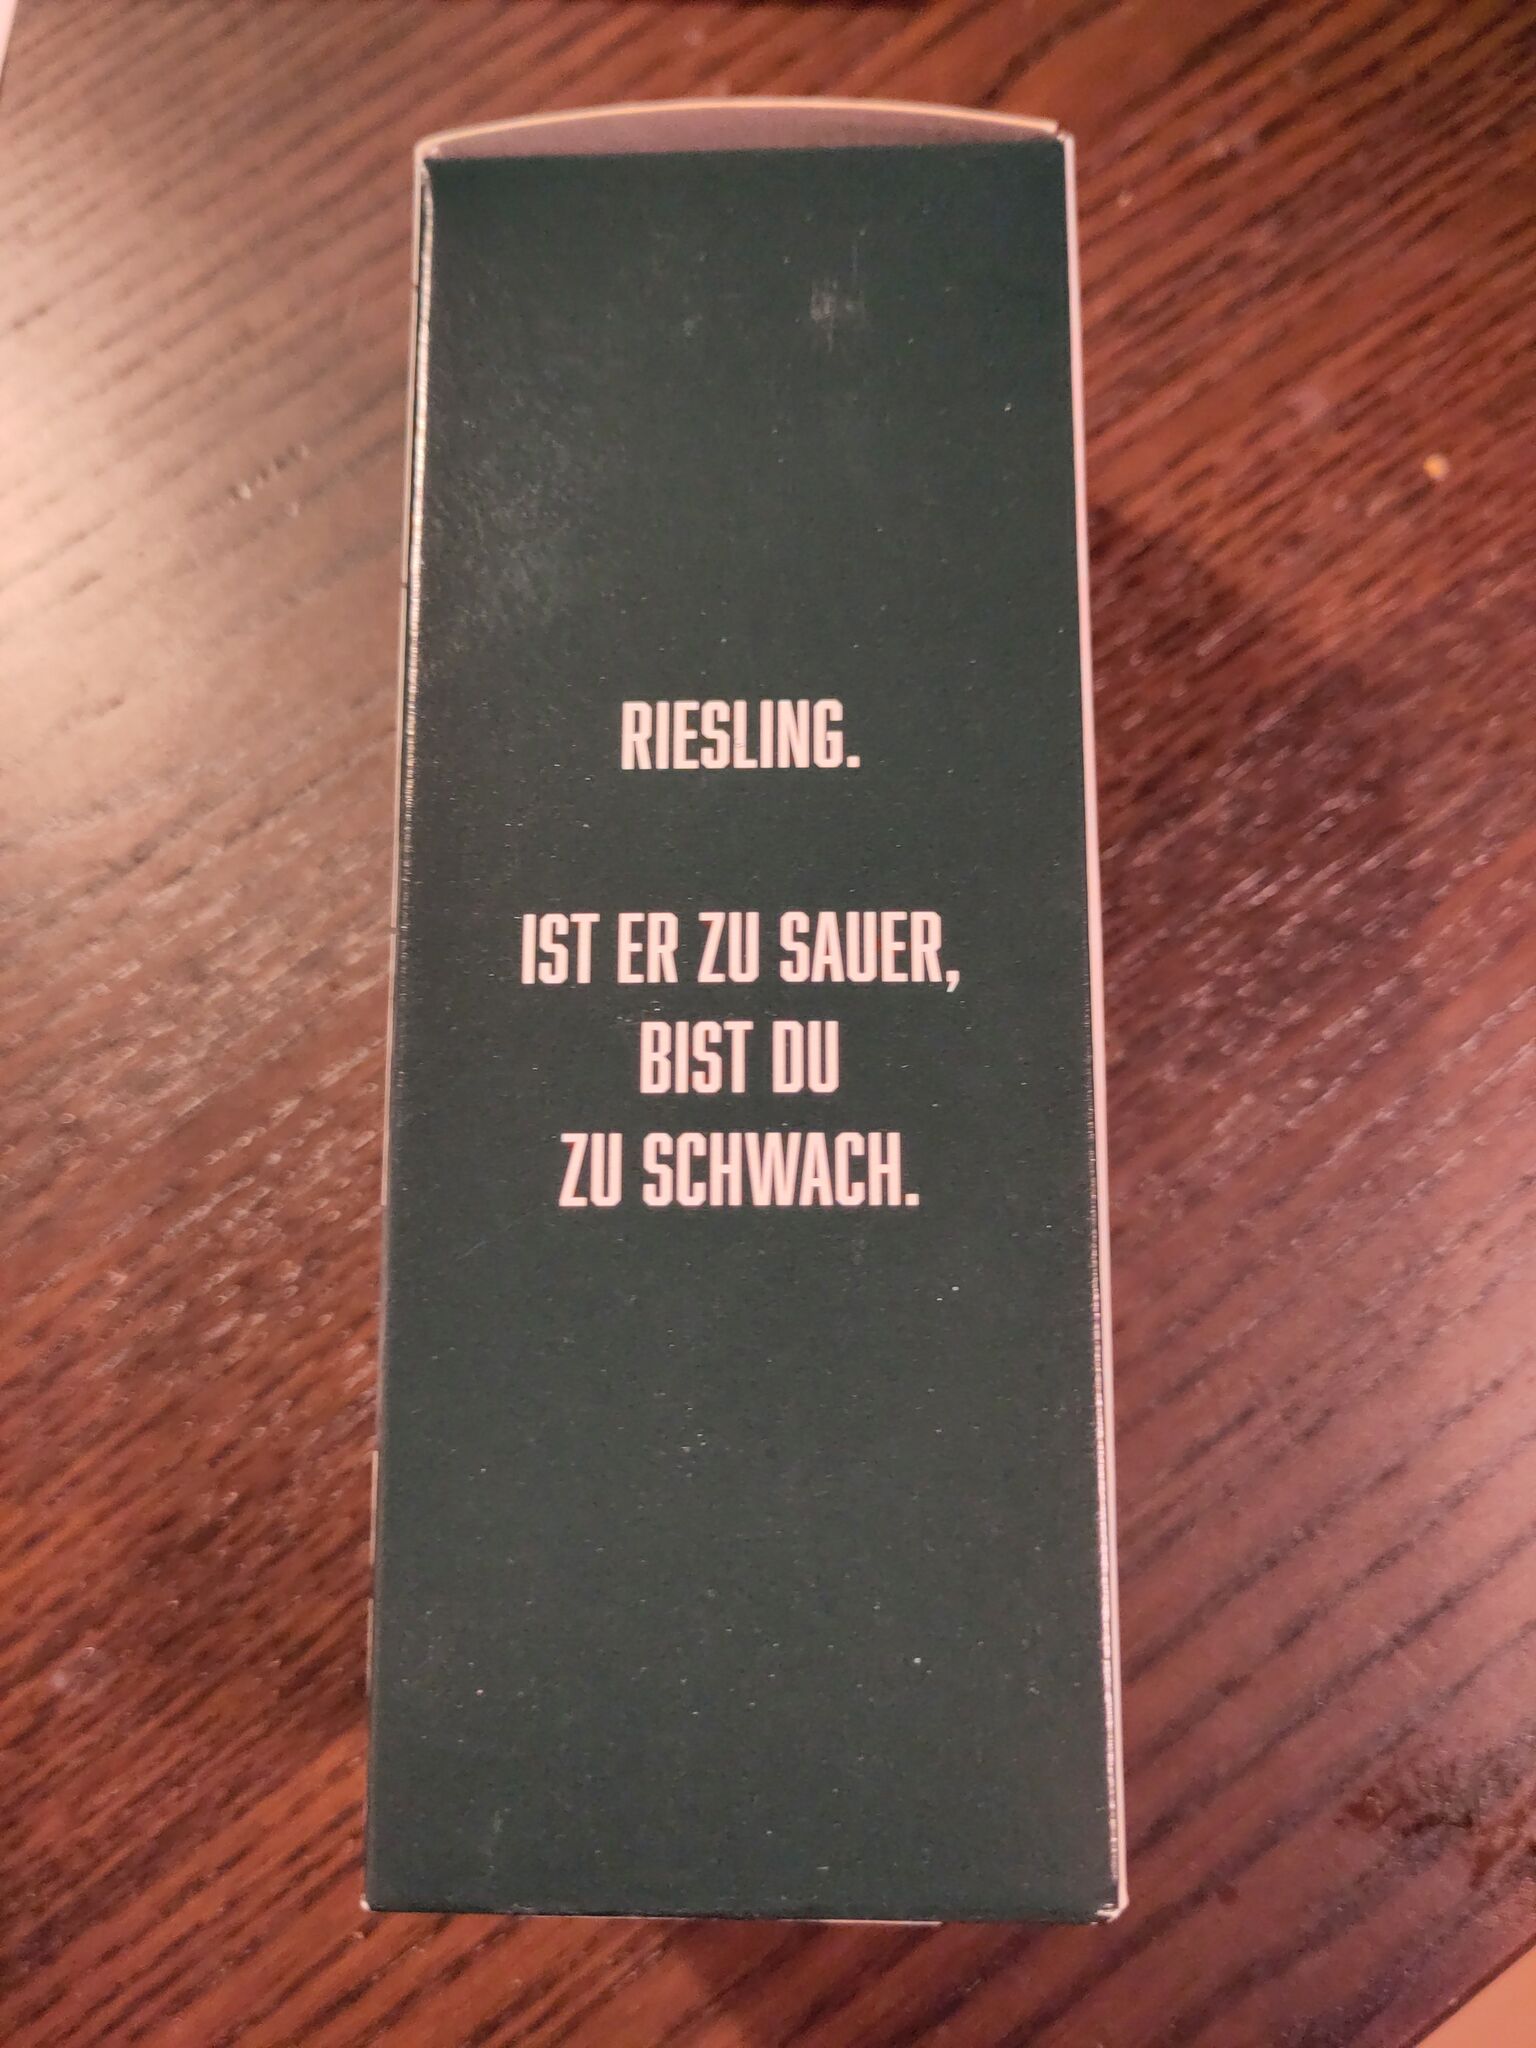 RIESLING.
IST ER ZU SAUER,
BIST DU
ZU SCHWACH.